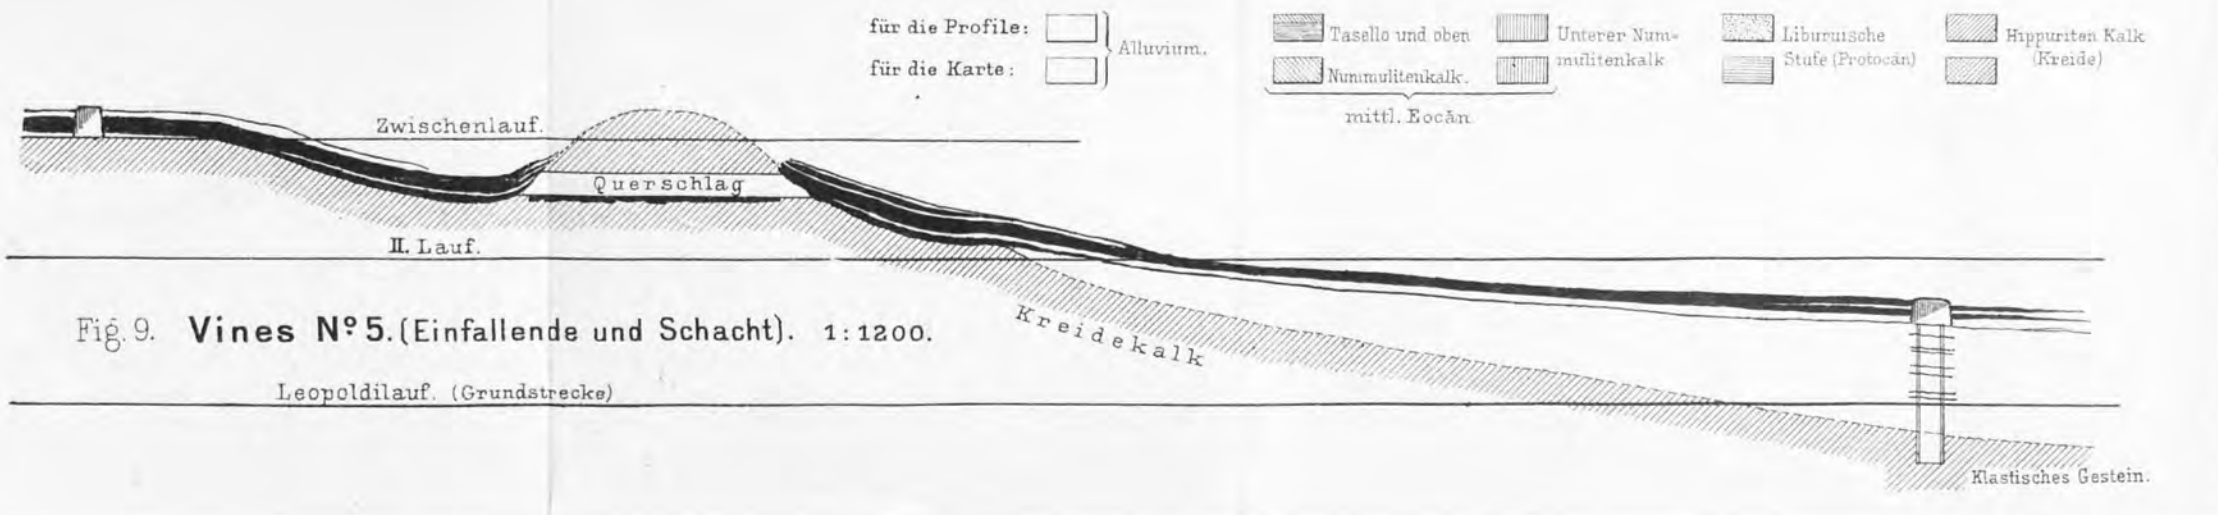 für die Profile:
für die Karte:
Alluvium.
Tasello und oben
Nummulitenkalk.
mittl. Eocän
Unterer Num-
mulitenkalk
Liburnische
Stufe (Protocän)
Hippuriten Kalk
(Kreide)
Zwischenlauf.
Querschlag
II. Lauf.
Kreidekalk
Fig. 9. Vines Nº 5. (Einfallende und Schacht). 1:1200.
Leopoldilauf. (Grundstrecke)
Klastisches Gestein.